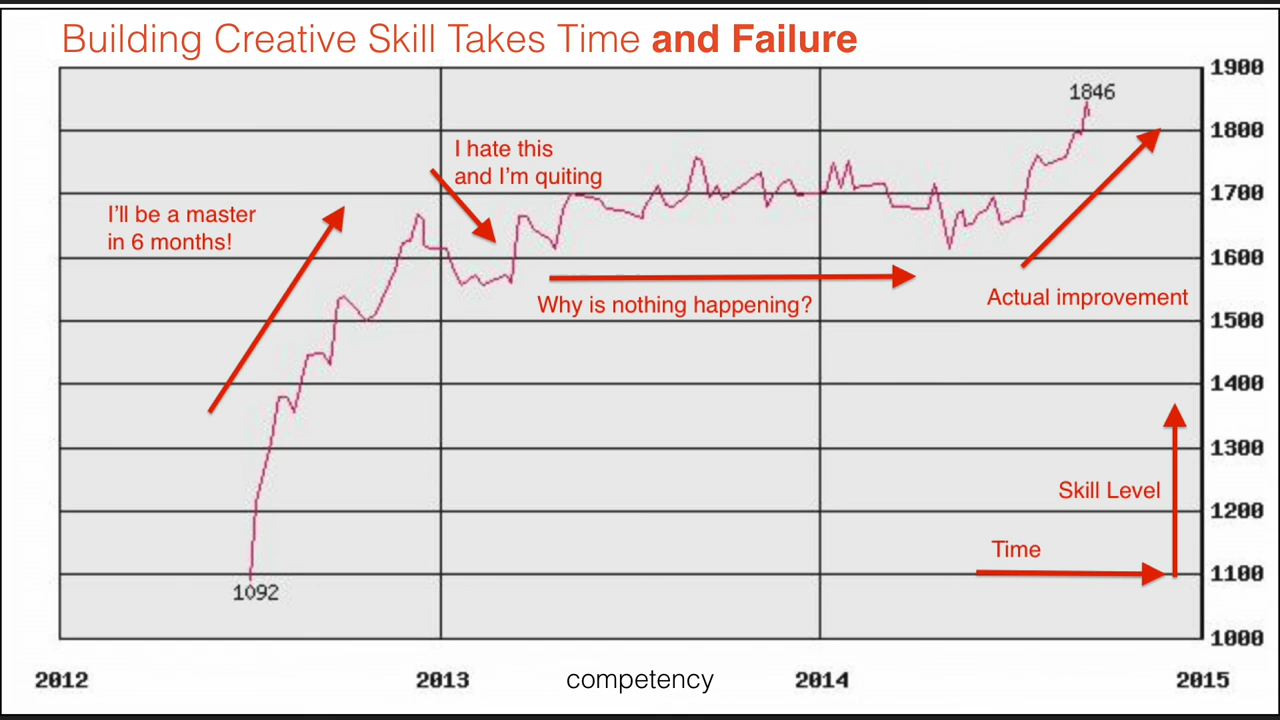 Building Creative Skill Takes Time and Failure
1900
1846
1800
I hate this
and I'm quiting
1700
I'll be a master
in 6 months!
1600
Why is nothing happening?
Actual improvement
1500
1400
1300
Skill Level
1200
Time
1100
1092
1000
2012
2013
competency
2014
2015